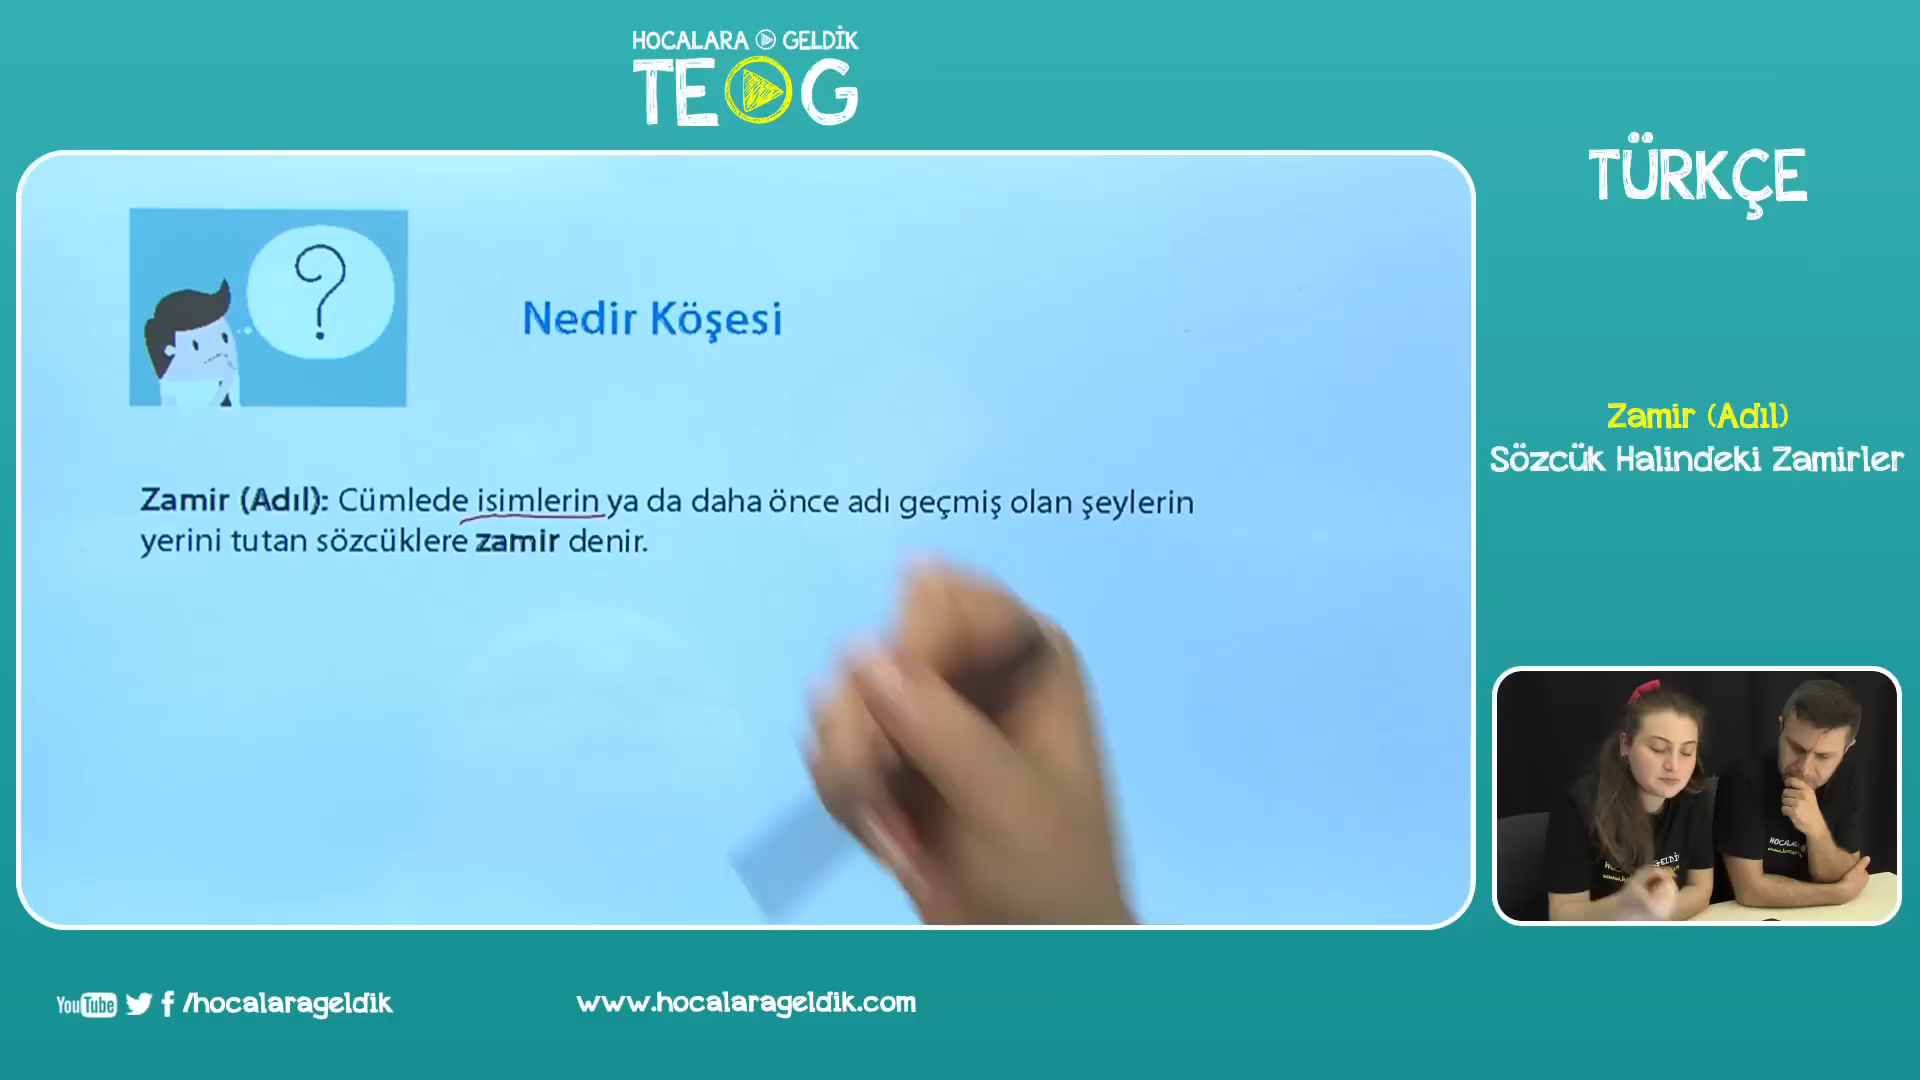 HOCALARA GELDİK
TEOG
TÜRKÇE
?
Nedir Köşesi
Zamir (Adıl)
Sözcük Halindeki Zamirler
Zamir (Adıl): Cümlede isimlerin ya da daha önce adı geçmiş olan şeylerin
yerini tutan sözcüklere zamir denir.
YouTube f /hocalarageldik
www.hocalarageldik.com